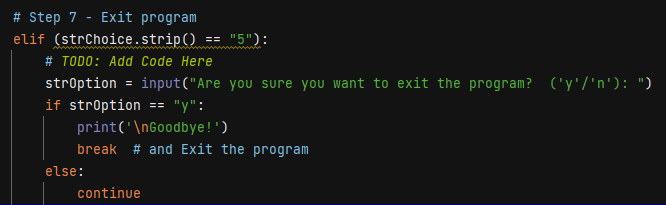 # Step 7 - Exit program
elif (strChoice.strip() == "5"):
    # TODO: Add Code Here
    strOption = input("Are you sure you want to exit the program?  ('y'/'n'): ")
    if strOption == "y":
        print('\nGoodbye!')
        break  # and Exit the program
    else:
        continue